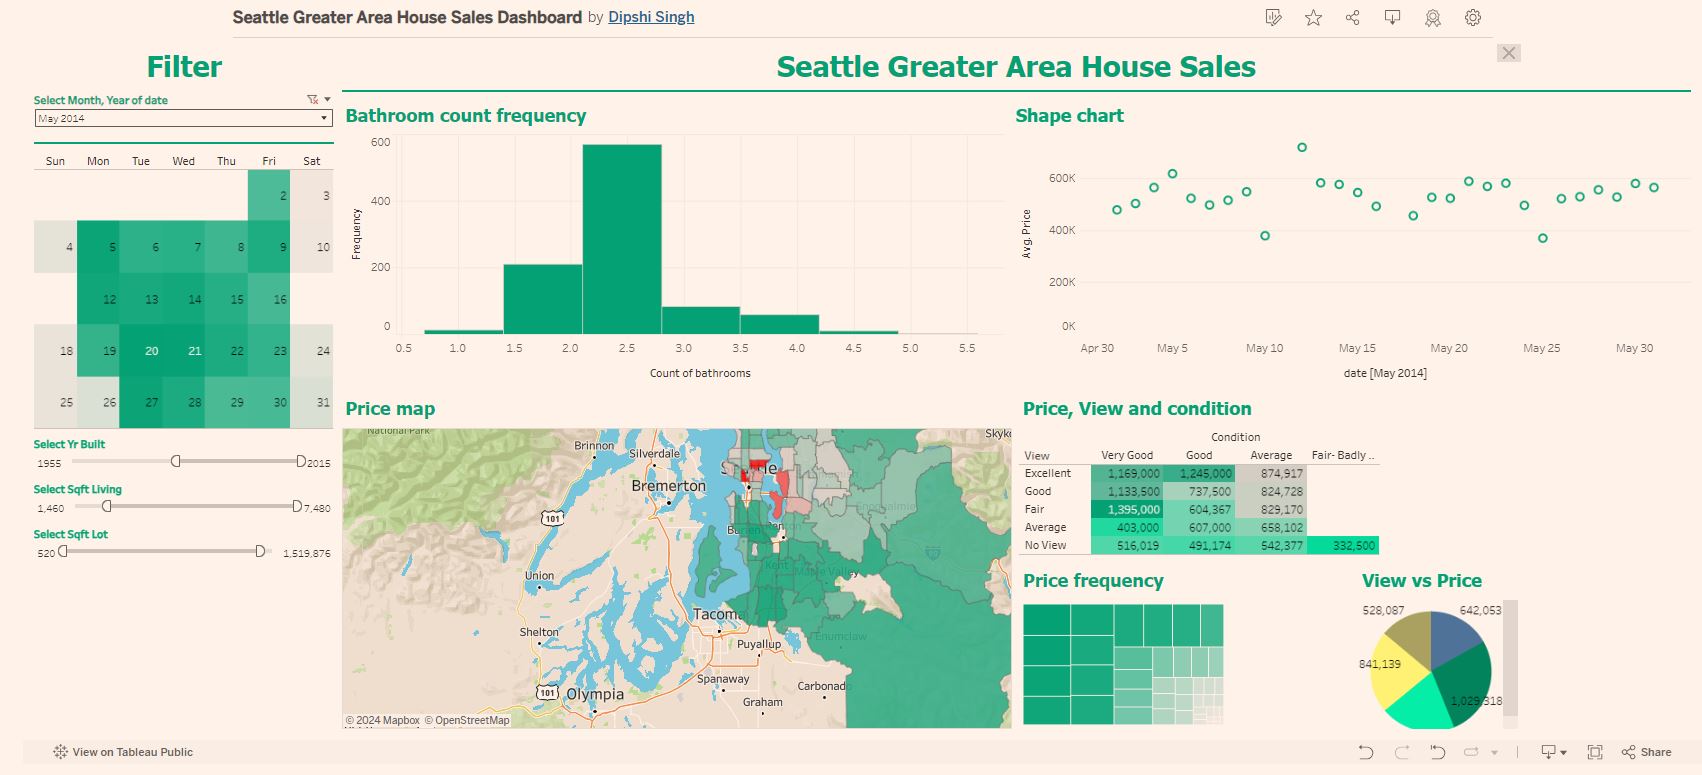 Seattle Greater Area House Sales Dashboard by Dipshi Singh
Filter
Seattle Greater Area House Sales
Select Month, Year of date
May 2014
Sun Mon Tue Wed Thu Fri Sat
2 3
4 5 6 7 8 9 10
12 13 14 15 16
18 19 20 21 22 23 24
25 26 27 28 29 30 31
Select Yr Built
1955 2015
Select Sqft Living
1,460 7,480
Select Sqft Lot
520 1,519,876
Bathroom count frequency
Frequency
600
400
200
0
0.5 1.0 1.5 2.0 2.5 3.0 3.5 4.0 4.5 5.0 5.5
Count of bathrooms
Shape chart
Avg. Price
600K
400K
200K
0K
Apr 30 May 5 May 10 May 15 May 20 May 25 May 30
date [May 2014]
Price map
National Park
Brinnon
Silverdale
Bremerton
101
Union
Shelton
101
Olympia
Tacoma
Puyallup
Spanaway
Graham
Carbonado
Kent
Maple Valley
Enumclaw
Snoqualmie
Skyko
© 2024 Mapbox © OpenStreetMap
Price, View and condition
Condition
View Very Good Good Average Fair- Badly ..
Excellent 1,169,000 1,245,000 874,917
Good 1,133,500 737,500 824,728
Fair 1,395,000 604,367 829,170
Average 403,000 607,000 658,102
No View 516,019 491,174 542,377 332,500
Price frequency
View vs Price
528,087 642,053
841,139
1,029,318
View on Tableau Public
Share